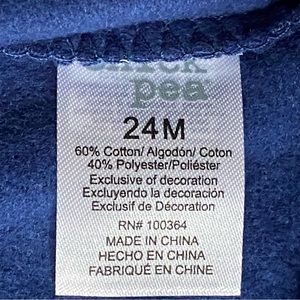 chick
pea
24M
60% Cotton/ Algodón/ Coton
40% Polyester/Poliéster
Exclusive of decoration
Excluyendo la decoración
Exclusif de Décoration
RN# 100364
MADE IN CHINA
HECHO EN CHINA
FABRIQUÉ EN CHINE